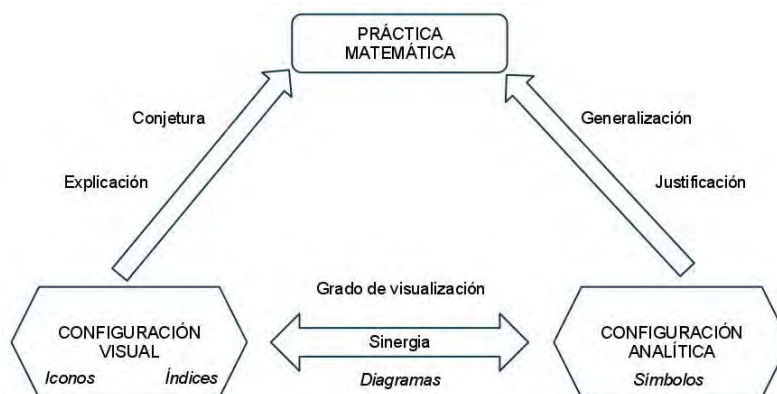 PRÁCTICA
MATEMÁTICA
Conjetura
Generalización
Explicación
Justificación
Grado de visualización
CONFIGURACIÓN
VISUAL
Sinergia
CONFIGURACIÓN
ANALÍTICA
Iconos
Índices
Diagramas
Símbolos